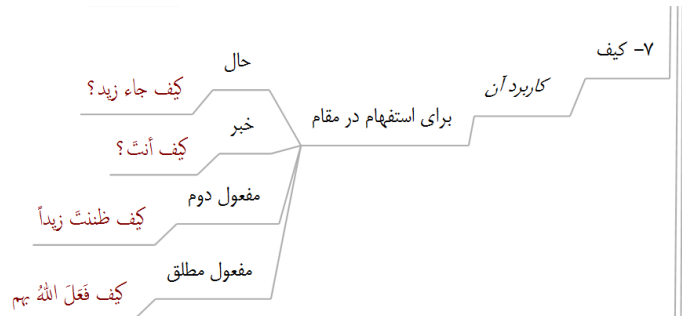 ۷- کیف
کاربرد آن
برای استفهام در مقام
حال
کیف جاء زید؟
خبر
کیف أنتَ؟
مفعول دوم
کیف ظننتَ زیداً
مفعول مطلق
کیف فَعَلَ اللهُ بهم